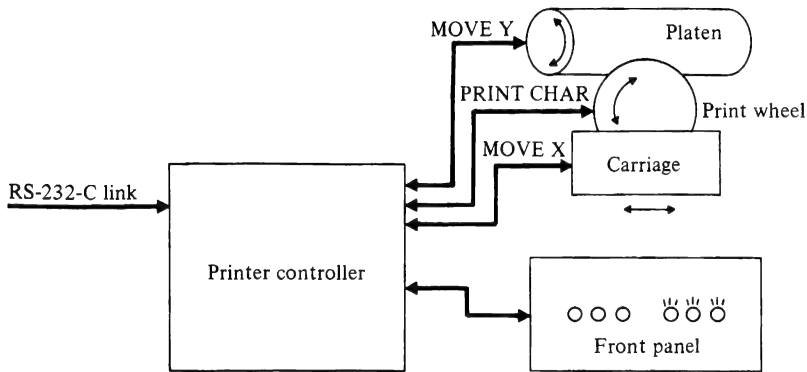 MOVE Y
Platen
PRINT CHAR
Print wheel
MOVE X
Carriage
RS-232-C link
Printer controller
Front panel